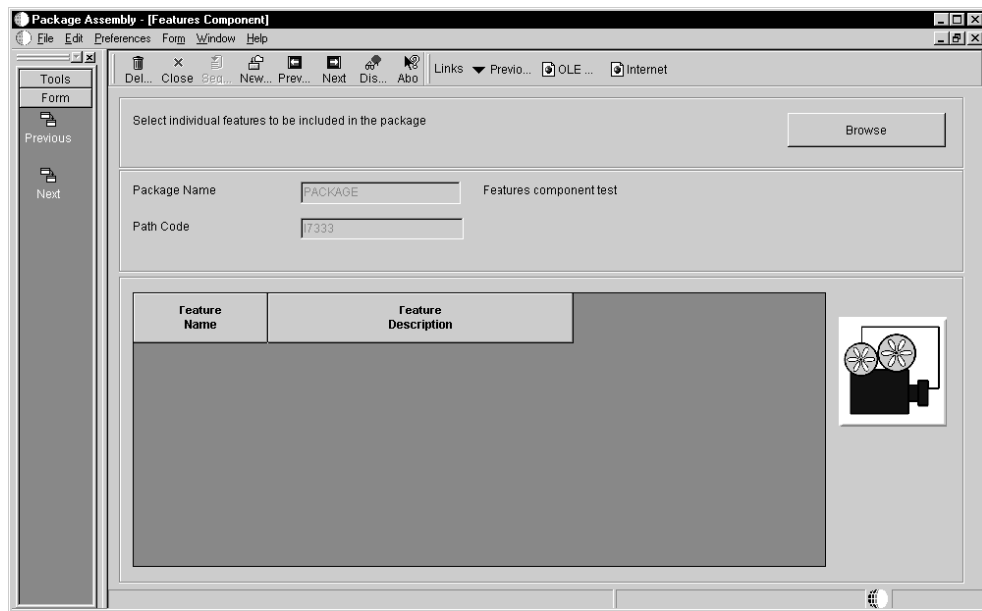 Package Assembly - [Features Component]
File Edit Preferences Form Window Help
Del... Close Seq... New... Prev... Next Dis... Abo Links Previo... OLE ... Internet
Tools
Form
Previous
Next
Select individual features to be included in the package
Browse
Package Name PACKAGE Features component test
Path Code I7333
Feature Name
Feature Description